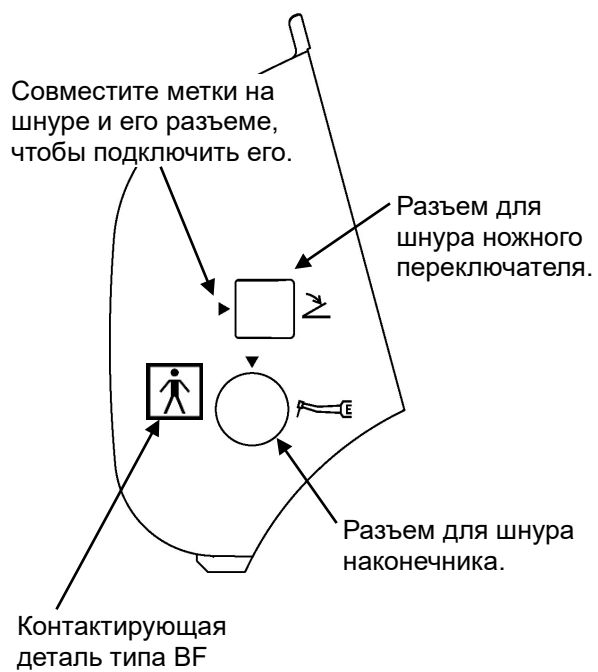 Совместите метки на
шнуре и его разъеме,
чтобы подключить его.
Разъем для
шнура ножного
переключателя.
Разъем для шнура
наконечника.
Контактирующая
деталь типа BF